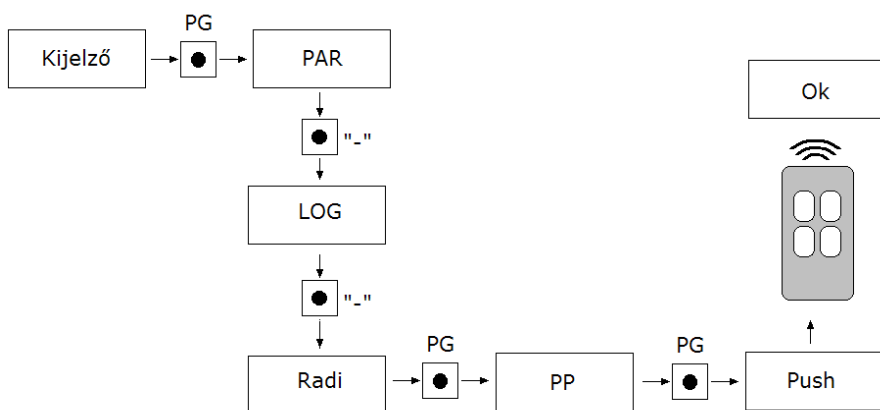 PG
Kijelző
PAR
Ok
"-"
LOG
"-"
PG
PG
Radi
PP
Push